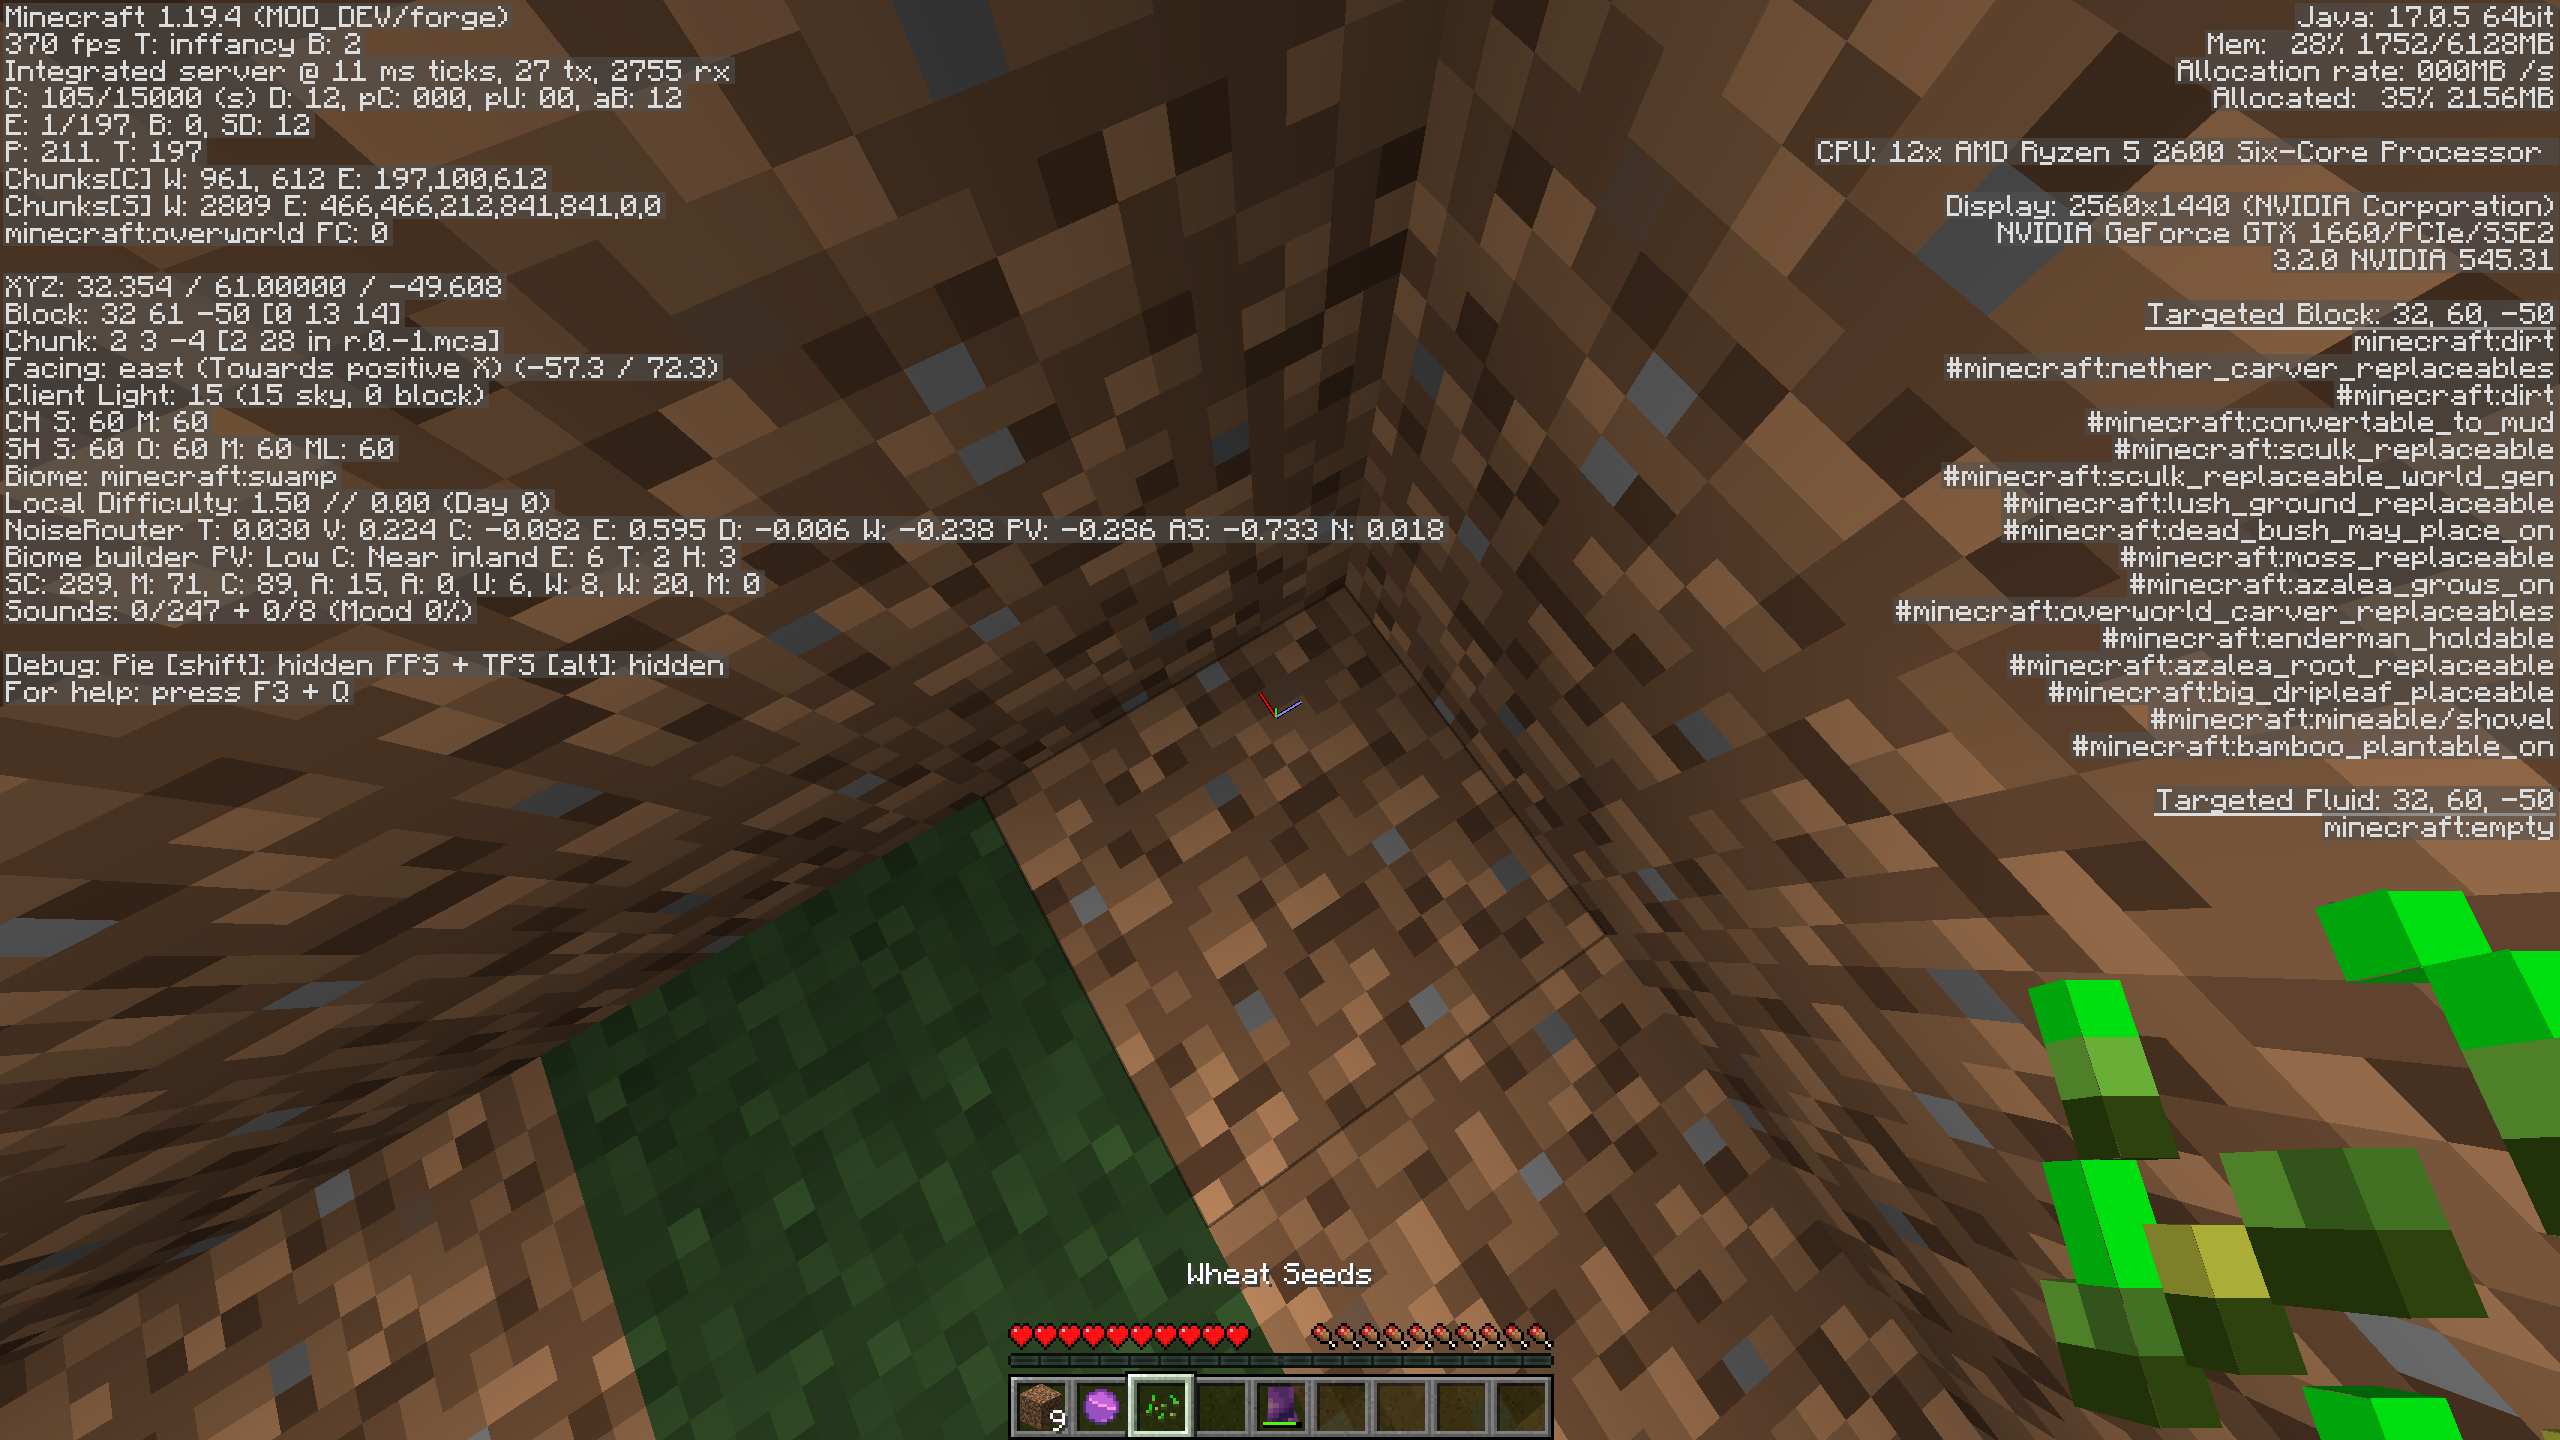 Minecraft 1.19.4 (MOD_DEV/forge)
370 fps T: inffancy B: 2
Integrated server @ 11 ms ticks, 27 tx, 2755 rx
C: 105/15000 (s) D: 12, pC: 000, pU: 00, aB: 12
E: 1/197, B: 0, SD: 12
P: 211. T: 197
Chunks[C] W: 961, 612 E: 197,100,612
Chunks[S] W: 2809 E: 466,466,212,841,841,0,0
minecraft:overworld FC: 0
XYZ: 32.354 / 61.00000 / -49.608
Block: 32 61 -50 [0 13 14]
Chunk: 2 3 -4 [2 28 in r.0.-1.mca]
Facing: east (Towards positive X) (-57.3 / 72.3)
Client Light: 15 (15 sky, 0 block)
CH S: 60 M: 60
SH S: 60 O: 60 M: 60 ML: 60
Biome: minecraft:swamp
Local Difficulty: 1.50 // 0.00 (Day 0)
NoiseRouter T: 0.030 V: 0.224 C: -0.082 E: 0.595 D: -0.006 W: -0.238 PV: -0.286 AS: -0.733 N: 0.018
Biome builder PV: Low C: Near inland E: 6 T: 2 H: 3
SC: 289, M: 71, C: 89, A: 15, A: 0, U: 6, W: 8, W: 20, M: 0
Sounds: 0/247 + 0/8 (Mood 0%)
Debug: Pie [shift]: hidden FPS + TPS [alt]: hidden
For help: press F3 + Q
Java: 17.0.5 64bit
Mem: 28% 1752/6128MB
Allocation rate: 000MB /s
Allocated: 35% 2156MB
CPU: 12x AMD Ryzen 5 2600 Six-Core Processor
Display: 2560x1440 (NVIDIA Corporation)
NVIDIA GeForce GTX 1660/PCIe/SSE2
3.2.0 NVIDIA 545.31
Targeted Block: 32, 60, -50
minecraft:dirt
#minecraft:nether_carver_replaceables
#minecraft:dirt
#minecraft:convertable_to_mud
#minecraft:sculk_replaceable
#minecraft:sculk_replaceable_world_gen
#minecraft:lush_ground_replaceable
#minecraft:dead_bush_may_place_on
#minecraft:moss_replaceable
#minecraft:azalea_grows_on
#minecraft:overworld_carver_replaceables
#minecraft:enderman_holdable
#minecraft:azalea_root_replaceable
#minecraft:big_dripleaf_placeable
#minecraft:mineable/shovel
#minecraft:bamboo_plantable_on
Targeted Fluid: 32, 60, -50
minecraft:empty
Wheat Seeds
9